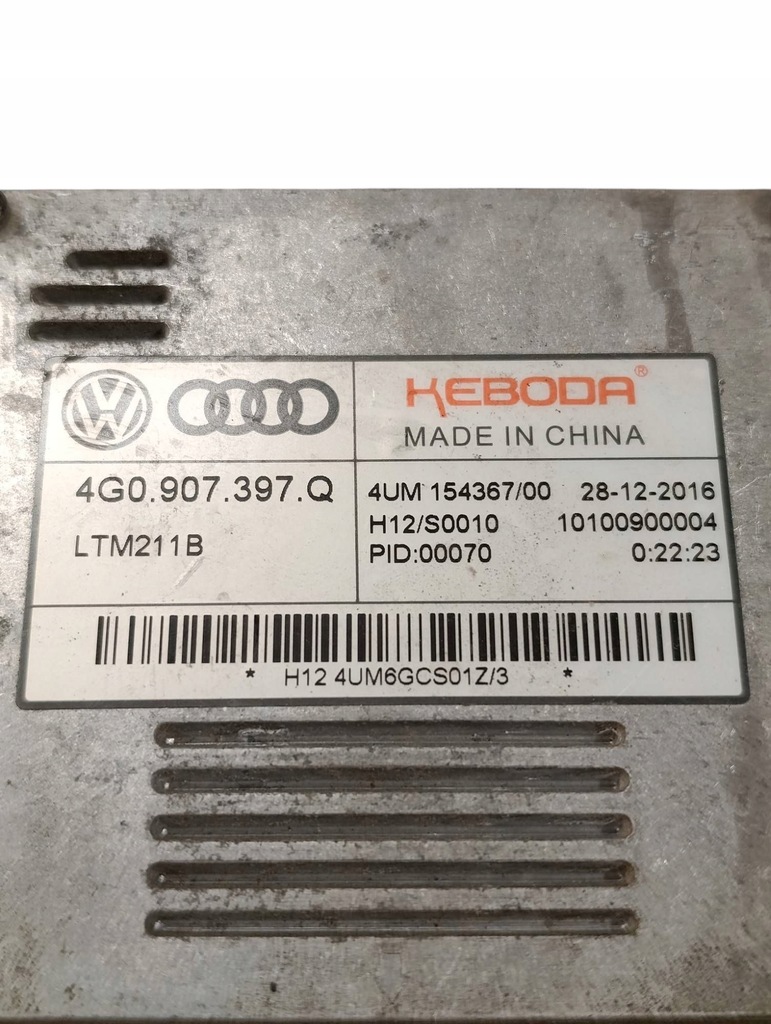 KEBODA®
MADE IN CHINA
4G0.907.397.Q
LTM211B
4UM 154367/00 28-12-2016
H12/S0010 10100900004
PID:00070 0:22:23
* H12 4UM6GCS01Z/3 *